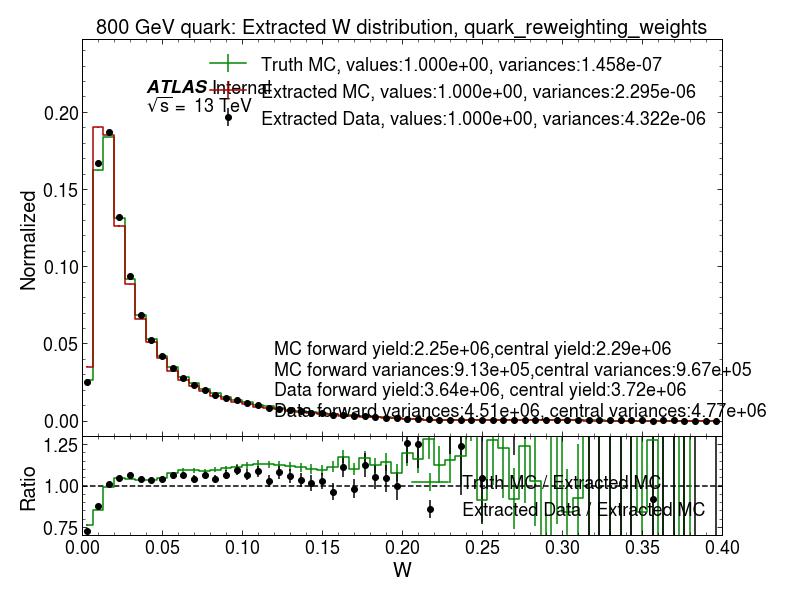 800 GeV quark: Extracted W distribution, quark_reweighting_weights
Truth MC, values:1.000e+00, variances:1.458e-07
ATLAS Internal
Extracted MC, values:1.000e+00, variances:2.295e-06
√s = 13 TeV
Extracted Data, values:1.000e+00, variances:4.322e-06
Normalized
0.20
0.15
0.10
0.05
0.00
MC forward yield:2.25e+06,central yield:2.29e+06
MC forward variances:9.13e+05,central variances:9.67e+05
Data forward yield:3.64e+06, central yield:3.72e+06
Data forward variances:4.51e+06, central variances:4.77e+06
Ratio
1.25
1.00
0.75
Truth MC / Extracted MC
Extracted Data / Extracted MC
0.00 0.05 0.10 0.15 0.20 0.25 0.30 0.35 0.40
W